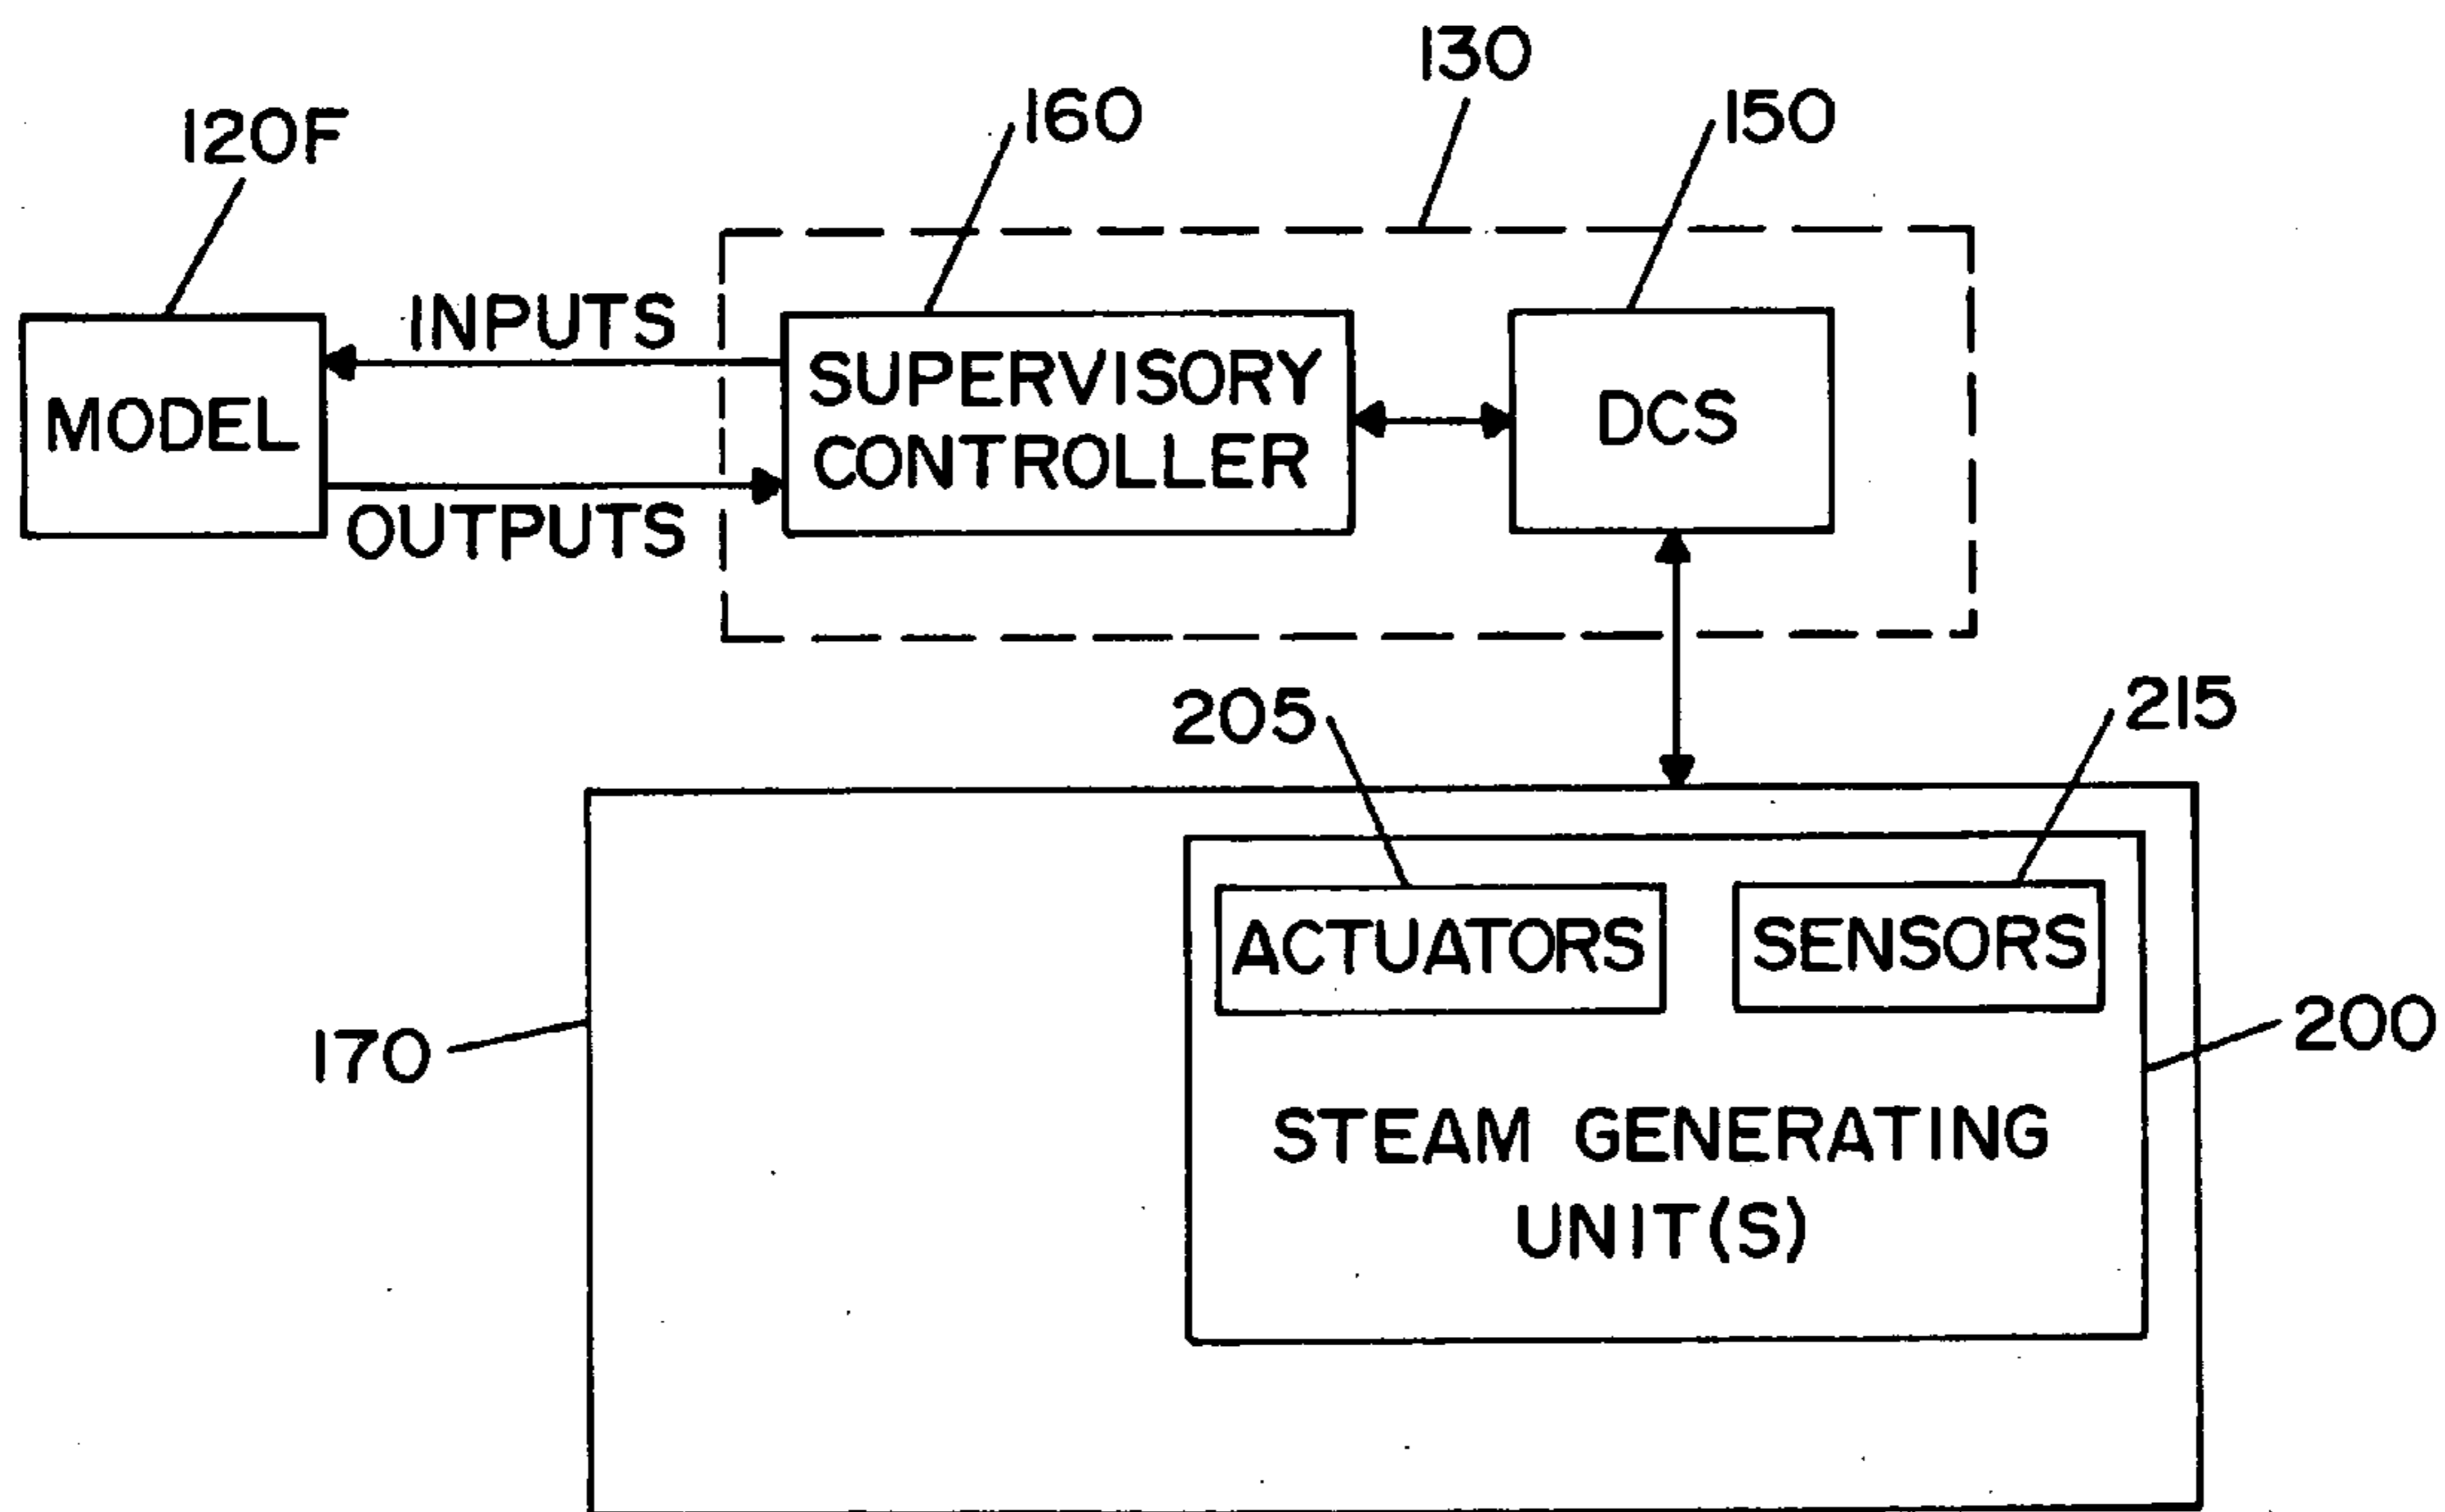 130
160
150
120F
INPUTS
SUPERVISORY
CONTROLLER
DCS
MODEL
OUTPUTS
205
215
ACTUATORS
SENSORS
170
200
STEAM GENERATING
UNIT(S)